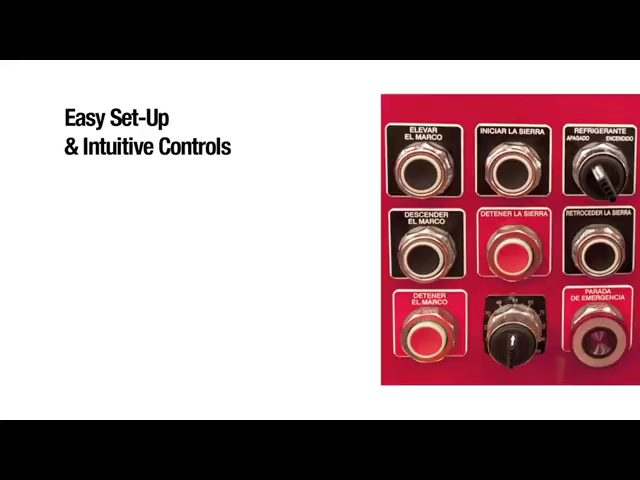 Easy Set-Up
& Intuitive Controls
ELEVAR
EL MARCO
INICIAR LA SIERRA
REFRIGERANTE
APAGADO ENCENDIDO
DESCENDER
EL MARCO
DETENER LA SIERRA
RETROCEDER LA SIERRA
DETENER
EL MARCO
PARADA
DE EMERGENCIA